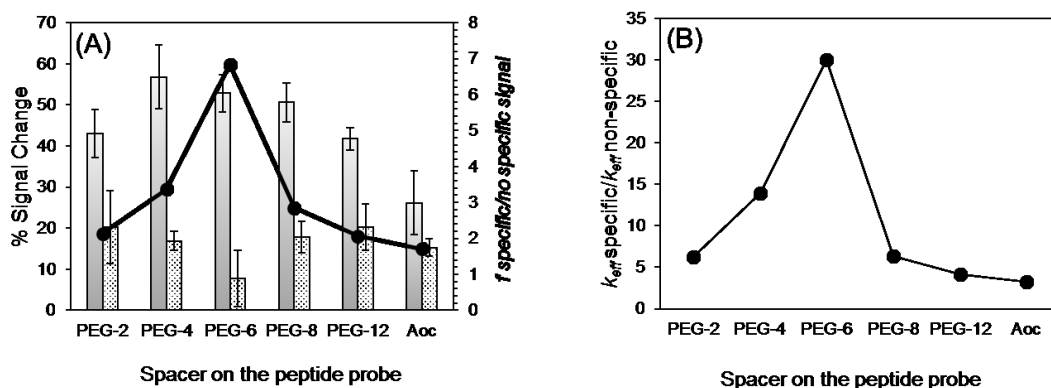 (A)
% Signal Change
70
60
50
40
30
20
10
0
8
7
6
5
4
3
2
1
0
f specific/no specific signal
PEG-2 PEG-4 PEG-6 PEG-8 PEG-12 Aoc
Spacer on the peptide probe
(B)
keff specific/keff non-specific
35
30
25
20
15
10
5
0
PEG-2 PEG-4 PEG-6 PEG-8 PEG-12 Aoc
Spacer on the peptide probe